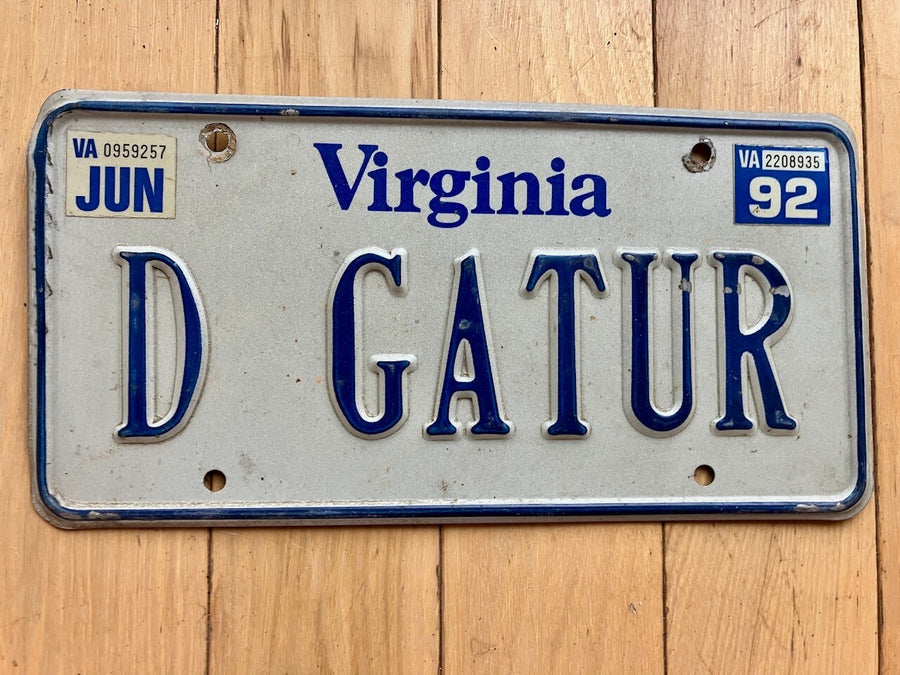 VA 0959257
JUN
Virginia
VA 2208935
92
D GATUR